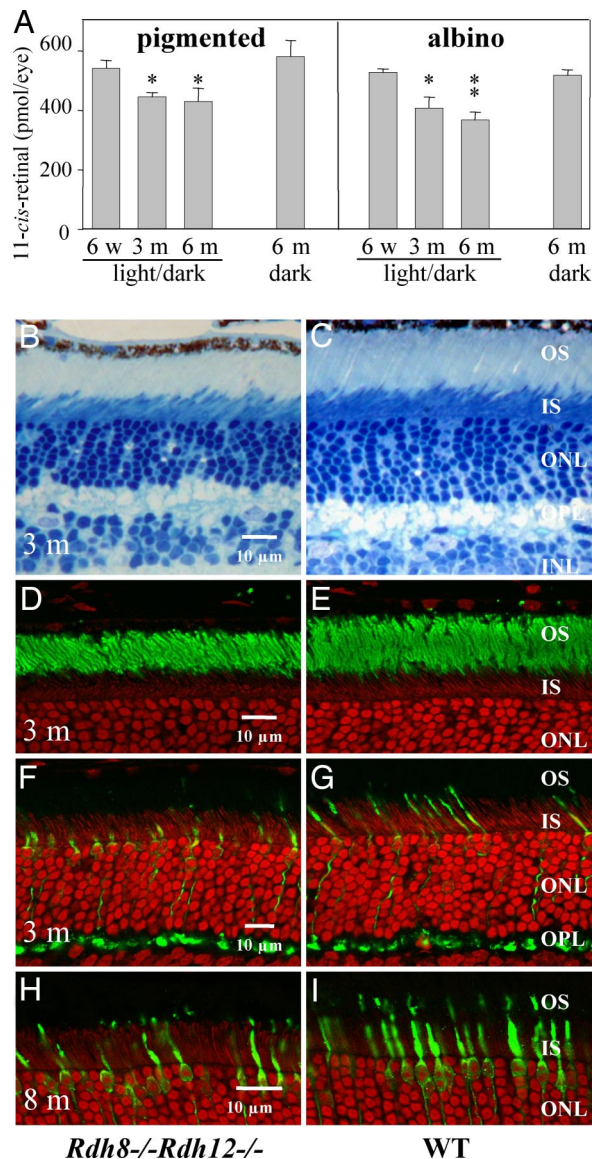 A
11-cis-retinal (pmol/eye)
600
400
200
0
pigmented
albino
*
*
*
*
*
6 w 3 m 6 m
light/dark
6 m
dark
6 w 3 m 6 m
light/dark
6 m
dark
B
3 m
10 µm
C
OS
IS
ONL
OPL
INL
D
3 m
10 µm
E
OS
IS
ONL
F
3 m
10 µm
G
OS
IS
ONL
OPL
H
8 m
10 µm
I
OS
IS
ONL
Rdh8-/-Rdh12-/-
WT